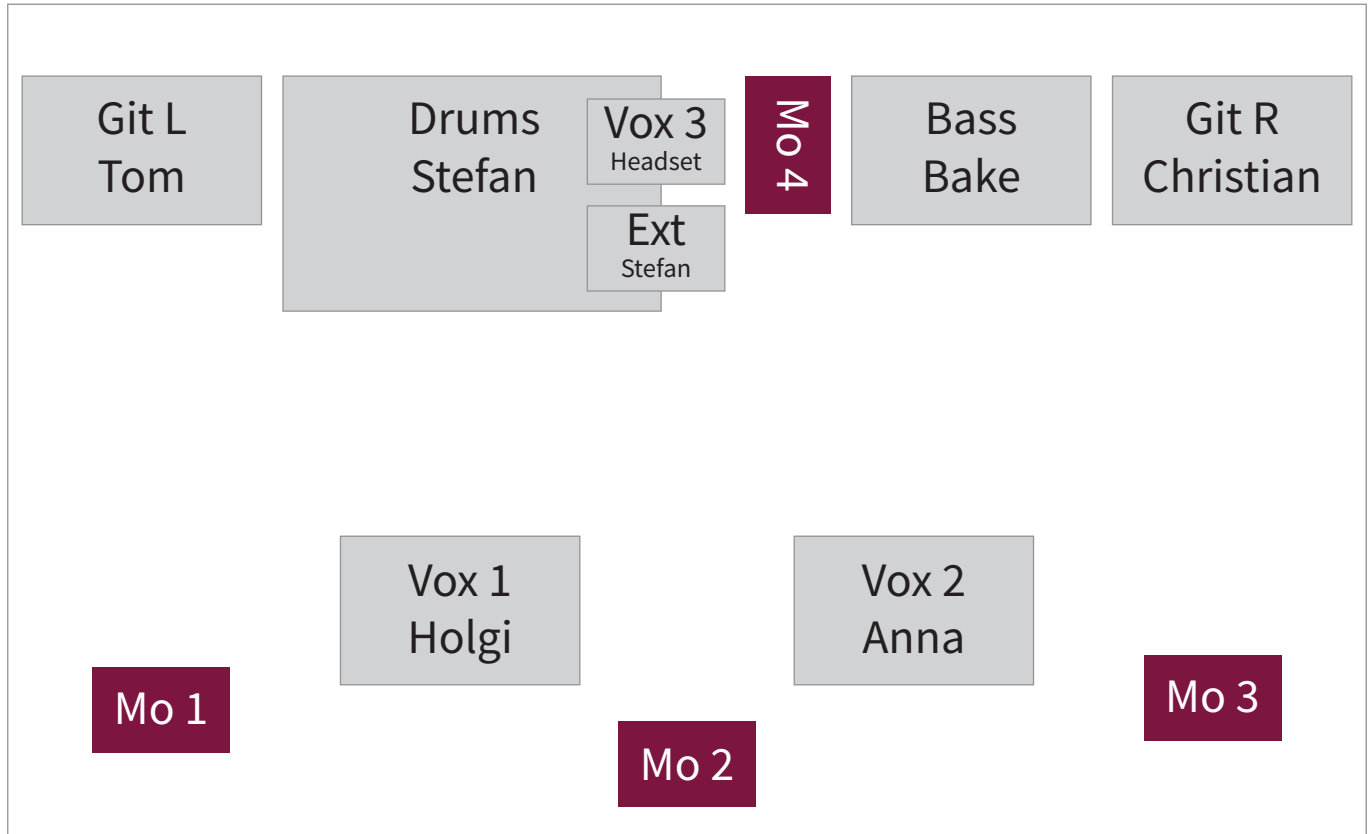 Git L
Tom
Drums
Stefan
Vox 3
Headset
Ext
Stefan
Mo 4
Bass
Bake
Git R
Christian
Vox 1
Holgi
Vox 2
Anna
Mo 1
Mo 2
Mo 3